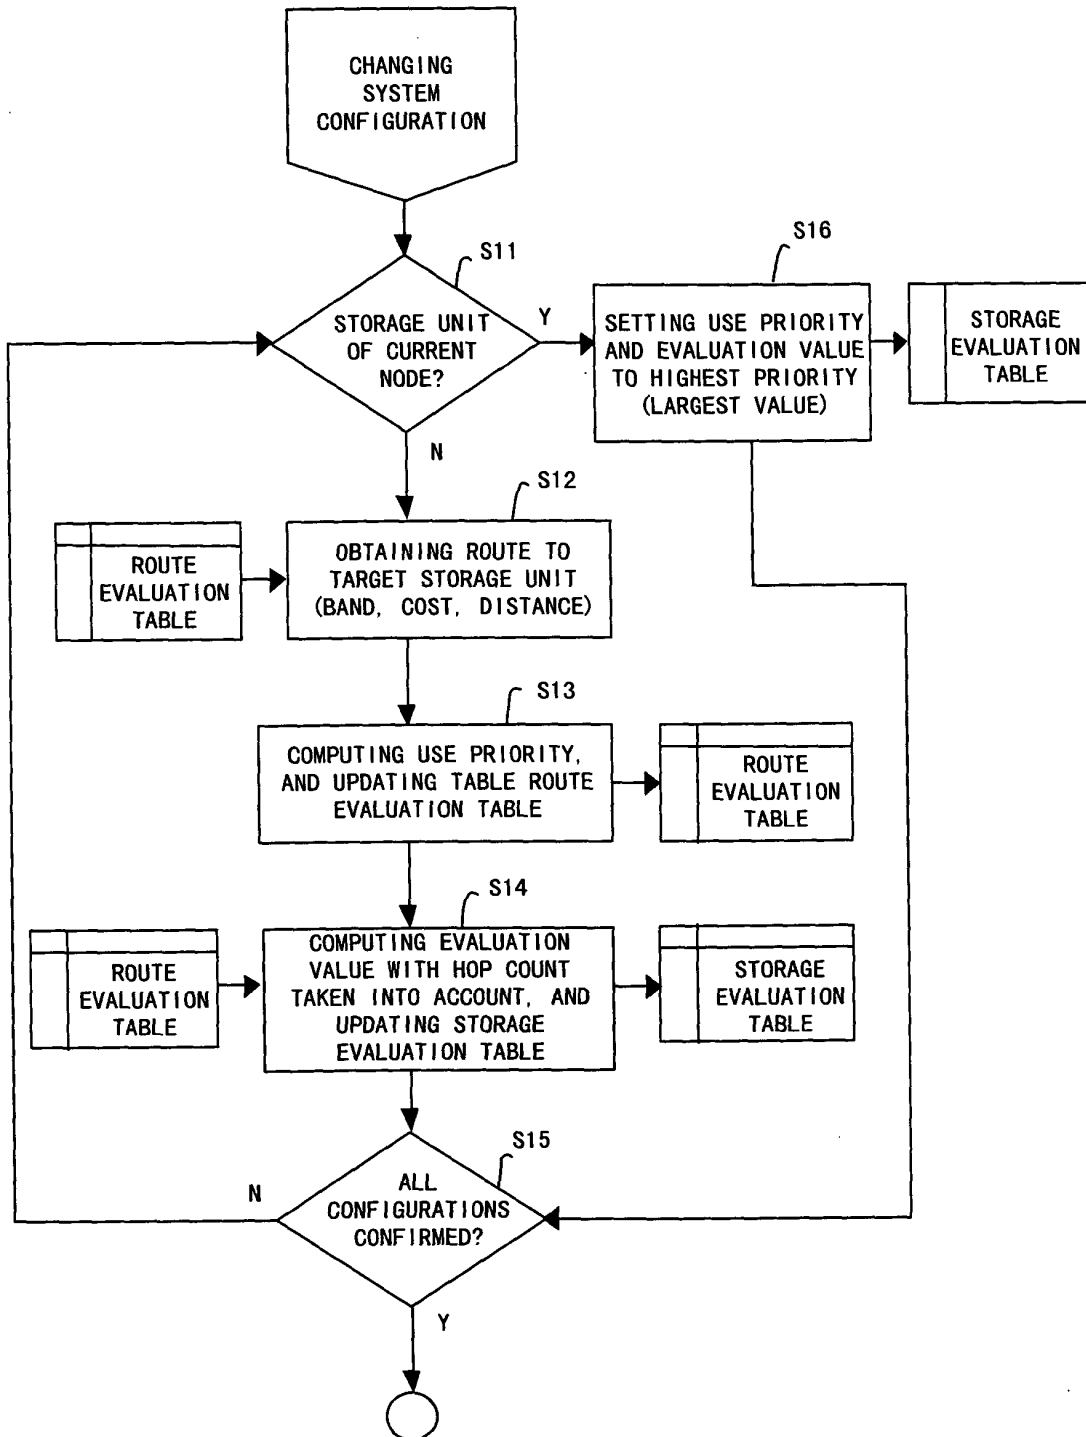 CHANGING
SYSTEM
CONFIGURATION
S11
STORAGE UNIT
OF CURRENT
NODE?
Y
N
S16
SETTING USE PRIORITY
AND EVALUATION VALUE
TO HIGHEST PRIORITY
(LARGEST VALUE)
STORAGE
EVALUATION
TABLE
S12
ROUTE
EVALUATION
TABLE
OBTAINING ROUTE TO
TARGET STORAGE UNIT
(BAND, COST, DISTANCE)
S13
COMPUTING USE PRIORITY,
AND UPDATING TABLE ROUTE
EVALUATION TABLE
ROUTE
EVALUATION
TABLE
S14
ROUTE
EVALUATION
TABLE
COMPUTING EVALUATION
VALUE WITH HOP COUNT
TAKEN INTO ACCOUNT, AND
UPDATING STORAGE
EVALUATION TABLE
STORAGE
EVALUATION
TABLE
S15
ALL
CONFIGURATIONS
CONFIRMED?
N
Y